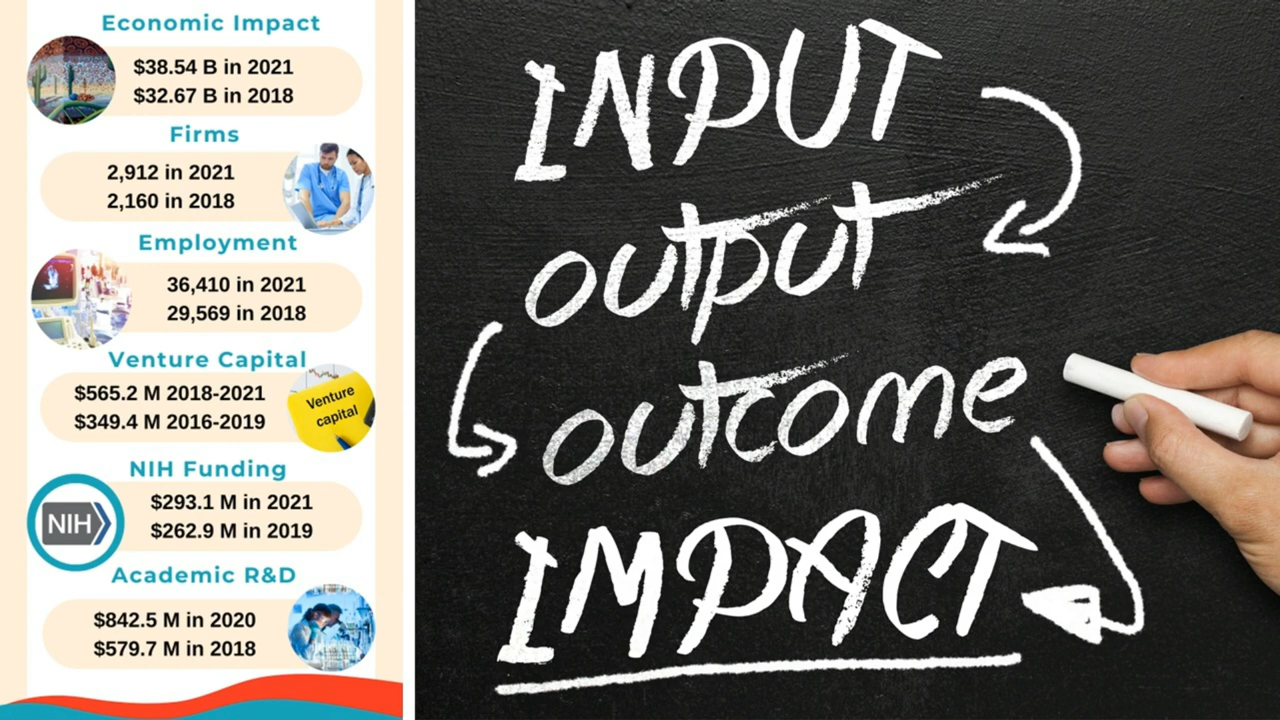 Economic Impact
$38.54 B in 2021
$32.67 B in 2018
Firms
2,912 in 2021
2,160 in 2018
Employment
36,410 in 2021
29,569 in 2018
Venture Capital
$565.2 M 2018-2021
$349.4 M 2016-2019
Venture
capital
NIH Funding
NIH
$293.1 M in 2021
$262.9 M in 2019
Academic R&D
$842.5 M in 2020
$579.7 M in 2018
INPUT
output
outcome
IMPACT